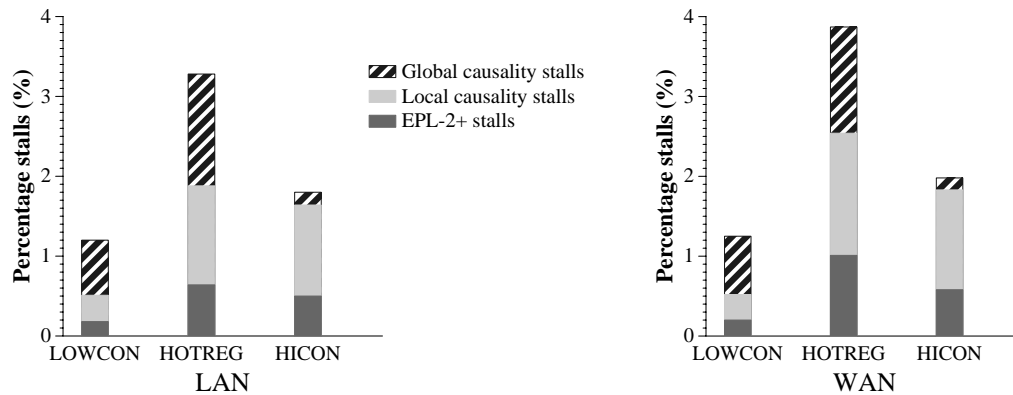 4
3
2
1
0
Percentage stalls (%)
LOWCON HOTREG HICON
LAN
Global causality stalls
Local causality stalls
EPL-2+ stalls
4
3
2
1
0
Percentage stalls (%)
LOWCON HOTREG HICON
WAN